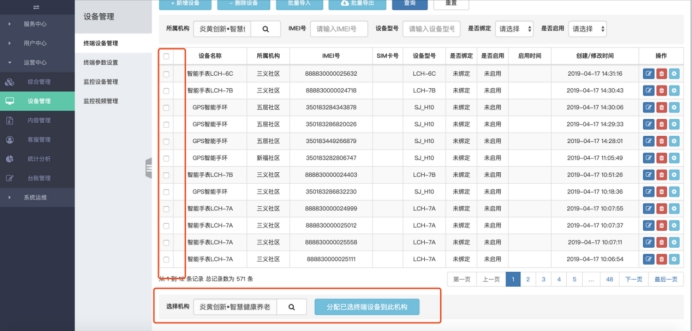 服务中心
用户中心
运营中心
综合管理
设备管理
内容管理
客服管理
统计分析
台账管理
系统运维
设备管理
终端设备管理
终端参数设置
监控设备管理
监控视频管理
+ 新增设备 - 删除设备 批量导入 批量导出 查询 重置
所属机构 炎黄创新•智慧 IMEI号 请输入IMEI号 设备型号 请输入设备型号 是否绑定 请选择 是否启用 请选择
设备名称 所属机构 IMEI号 SIM卡号 设备型号 是否绑定 是否启用 启用时间 创建/修改时间 操作
智能手表LCH-8C 三义社区 888830000025632 LCH-8C 未绑定 未启用 2019-04-17 14:31:16
智能手表LCH-7B 三义社区 888830000024718 LCH-7B 未绑定 未启用 2019-04-17 14:30:43
GPS智能手环 五层社区 350183284343878 SJ_H10 未绑定 未启用 2019-04-17 14:30:06
GPS智能手环 五层社区 350183286820026 SJ_H10 未绑定 未启用 2019-04-17 14:29:33
GPS智能手环 五层社区 350183449266879 SJ_H10 未绑定 未启用 2019-04-17 14:28:01
GPS智能手环 新福社区 350183282806747 SJ_H10 未绑定 未启用 2019-04-17 11:05:49
智能手表LCH-7B 三义社区 888830000024403 LCH-7B 未绑定 未启用 2019-04-17 10:51:26
GPS智能手环 三义社区 350183286832230 SJ_H10 未绑定 未启用 2019-04-17 10:18:36
智能手表LCH-7A 三义社区 888830000024999 LCH-7A 未绑定 未启用 2019-04-17 10:07:55
智能手表LCH-7A 三义社区 888830000025012 LCH-7A 未绑定 未启用 2019-04-17 10:07:37
智能手表LCH-7A 三义社区 888830000025558 LCH-7A 未绑定 未启用 2019-04-17 10:07:11
智能手表LCH-7A 三义社区 888830000025111 LCH-7A 未绑定 未启用 2019-04-17 10:06:54
从 1 到 12 条记录 总记录数为 571 条 第一页 上一页 1 2 3 4 5 ... 48 下一页 最后一页
选择机构 炎黄创新•智慧健康养老 分配已选终端设备到此机构